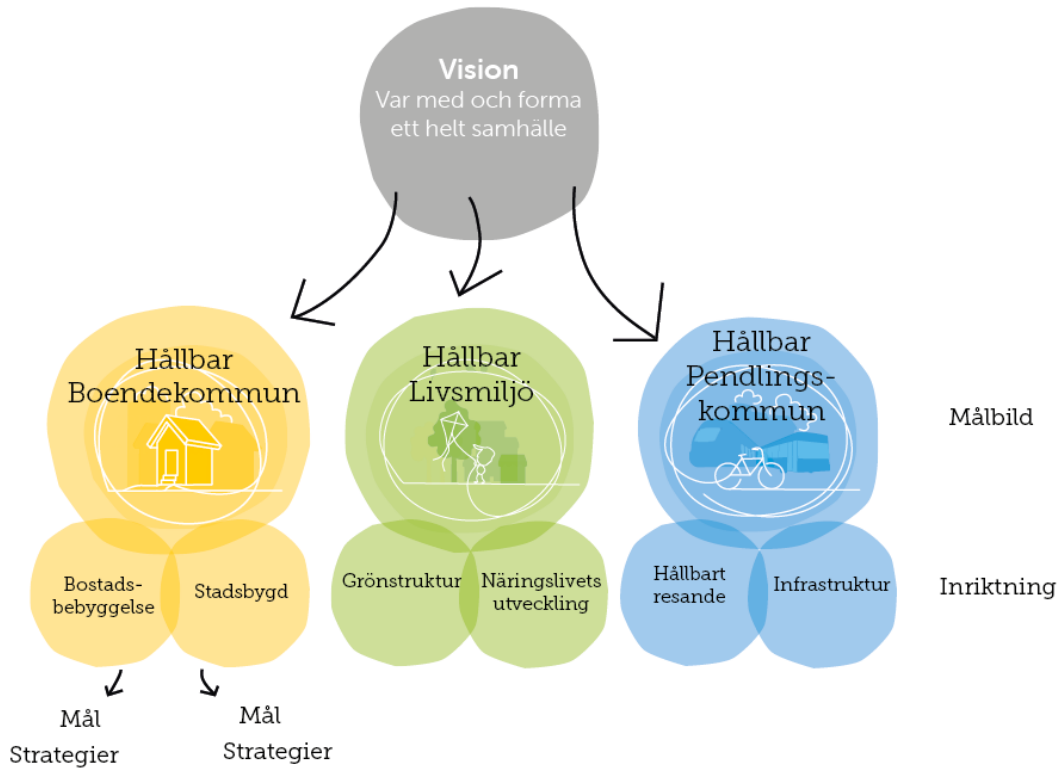 Vision
Var med och forma
ett helt samhälle
Hållbar
Boendekommun
Hållbar
Livsmiljö
Hållbar
Pendlings-
kommun
Målbild
Bostads-
bebyggelse
Stadsbygd
Grönstruktur
Näringslivets
utveckling
Hållbart
resande
Infrastruktur
Inriktning
Mål
Strategier
Mål
Strategier